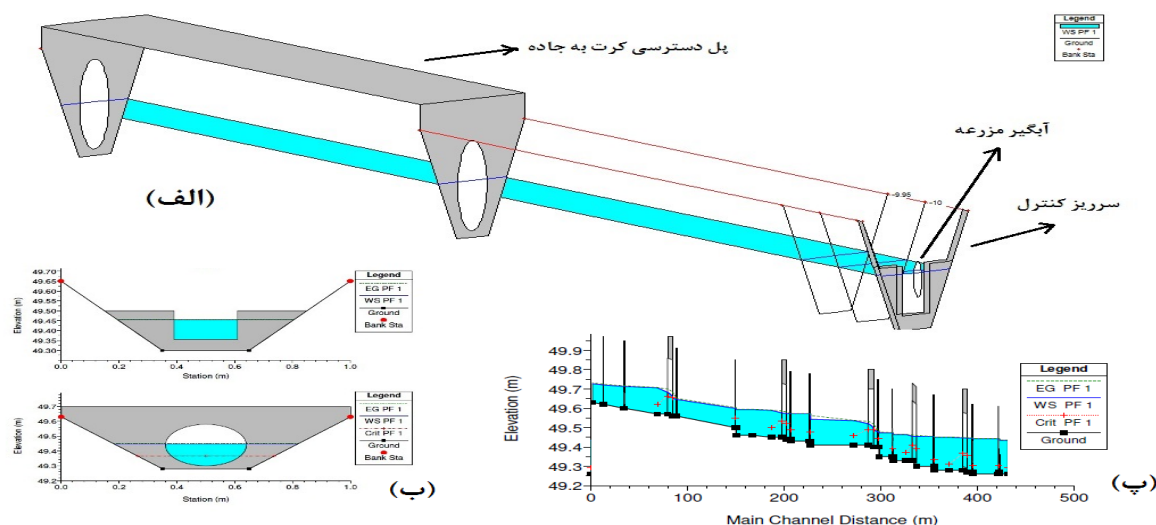 Legend
WS PF 1
Ground
Bank Sta
پل دسترسی کرت به جاده
آبگیر مزرعه
سرریز کنترل
-9.95
-10
(الف)
49.70
49.65
49.60
49.55
49.50
49.45
49.40
49.35
49.30
Elevation (m)
0.0 0.2 0.4 0.6 0.8 1.0
Station (m)
Legend
EG PF 1
WS PF 1
Ground
Bank Sta
49.7
49.6
49.5
49.4
49.3
49.2
Elevation (m)
0.0 0.2 0.4 0.6 0.8 1.0
Station (m)
Legend
EG PF 1
WS PF 1
Crit PF 1
Ground
Bank Sta
(ب)
49.9
49.8
49.7
49.6
49.5
49.4
49.3
49.2
Elevation (m)
0 100 200 300 400 500
Main Channel Distance (m)
Legend
EG PF 1
WS PF 1
Crit PF 1
Ground
(پ)